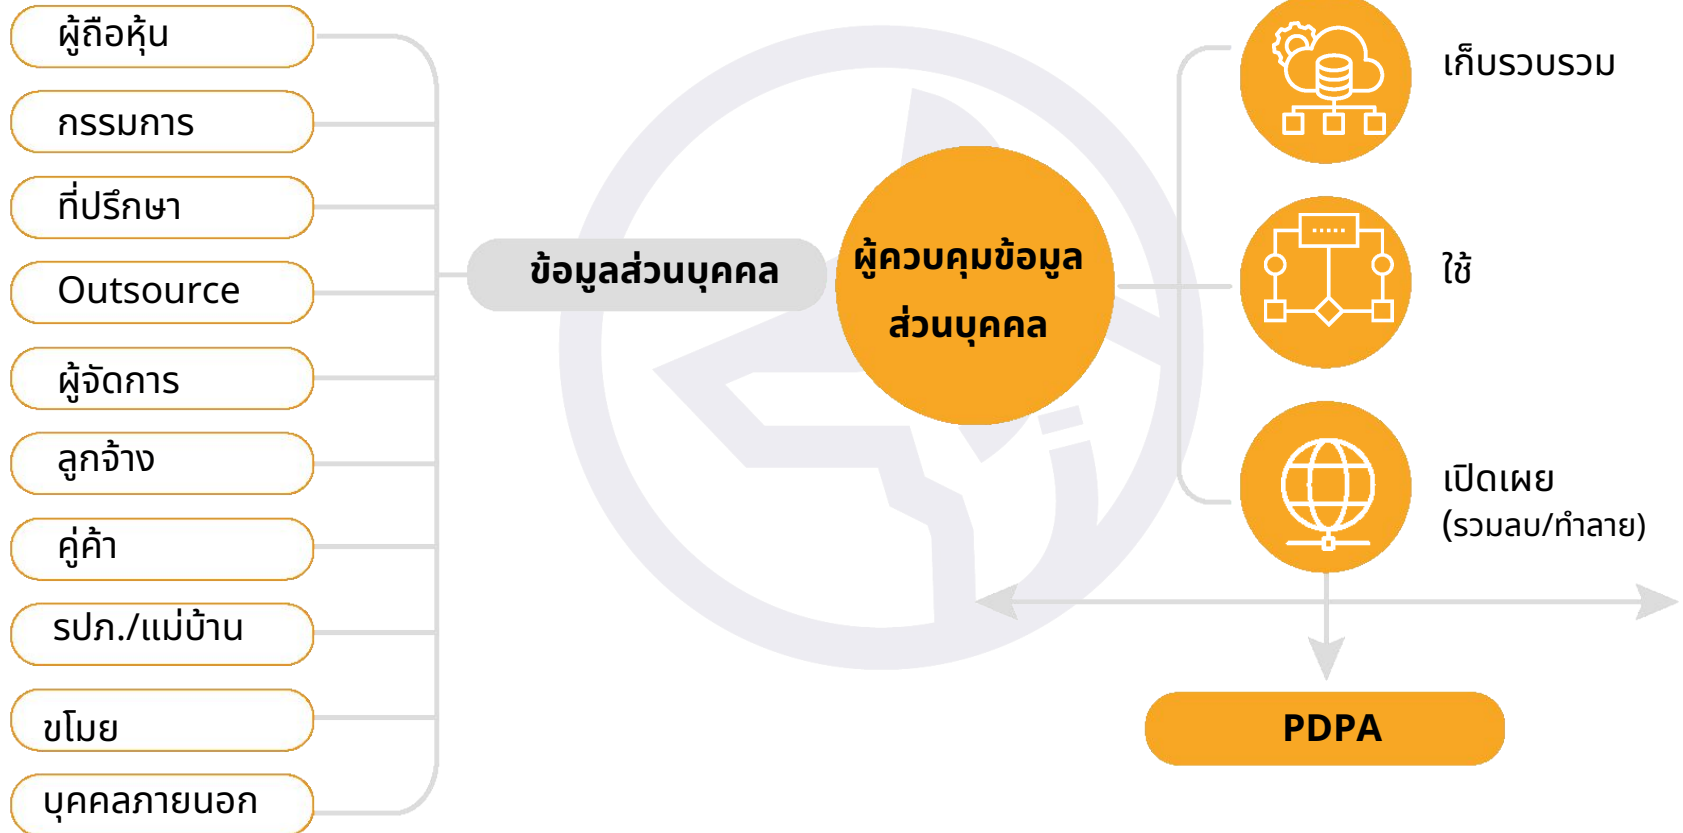 ผู้ถือหุ้น
กรรมการ
ที่ปรึกษา
Outsource
ผู้จัดการ
ลูกจ้าง
คู่ค้า
รปภ./แม่บ้าน
ขโมย
บุคคลภายนอก
ข้อมูลส่วนบุคคล
ผู้ควบคุมข้อมูล
ส่วนบุคคล
เก็บรวบรวม
ใช้
เปิดเผย
(รวมลบ/ทำลาย)
PDPA